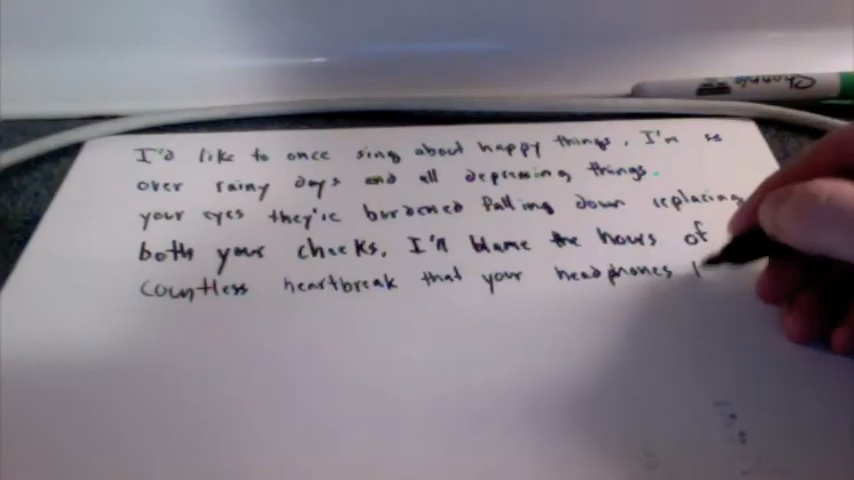 Sharpie
I'd like to once sing about happy things, I'm so
over rainy days and all depressing things.
your eyes they're burdened falling down replacing
both your cheeks, I'll blame the hours of
countless heartbreak that your headphones